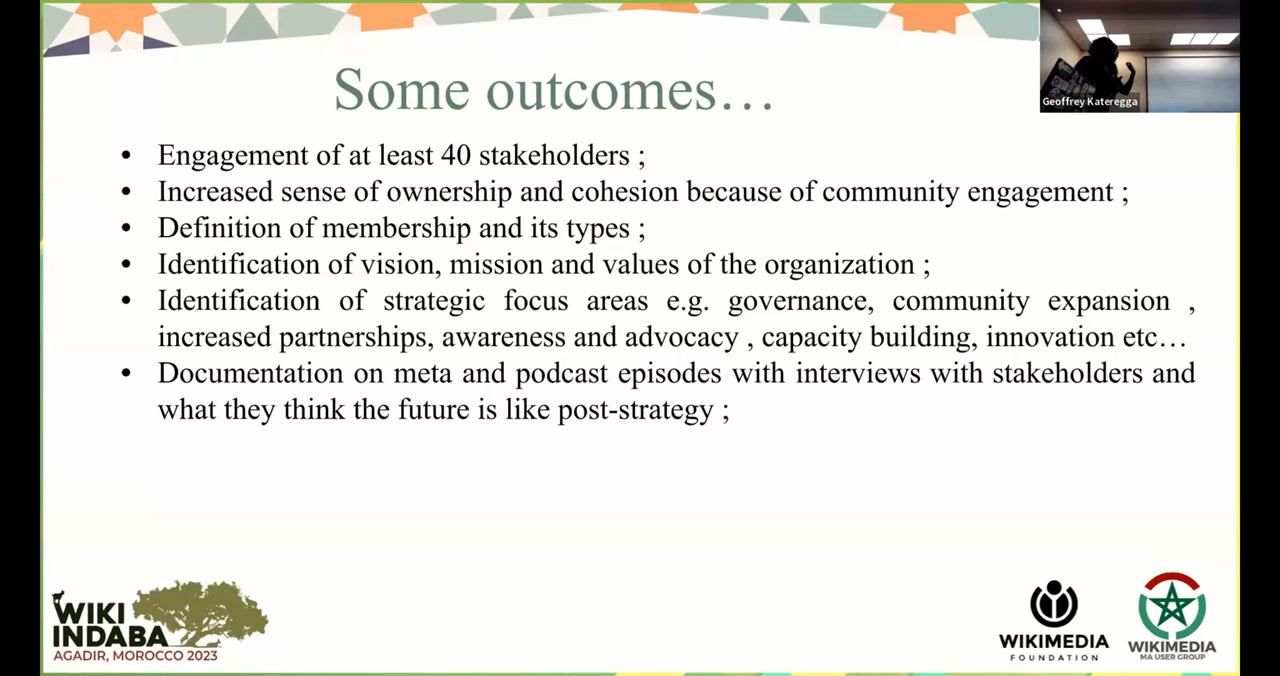 Some outcomes…
Geoffrey Kateregga
• Engagement of at least 40 stakeholders ;
• Increased sense of ownership and cohesion because of community engagement ;
• Definition of membership and its types ;
• Identification of vision, mission and values of the organization ;
• Identification of strategic focus areas e.g. governance, community expansion ,
increased partnerships, awareness and advocacy , capacity building, innovation etc…
• Documentation on meta and podcast episodes with interviews with stakeholders and
what they think the future is like post-strategy ;
WIKI
INDABA
AGADIR, MOROCCO 2023
WIKIMEDIA
FOUNDATION
WIKIMEDIA
MA USER GROUP